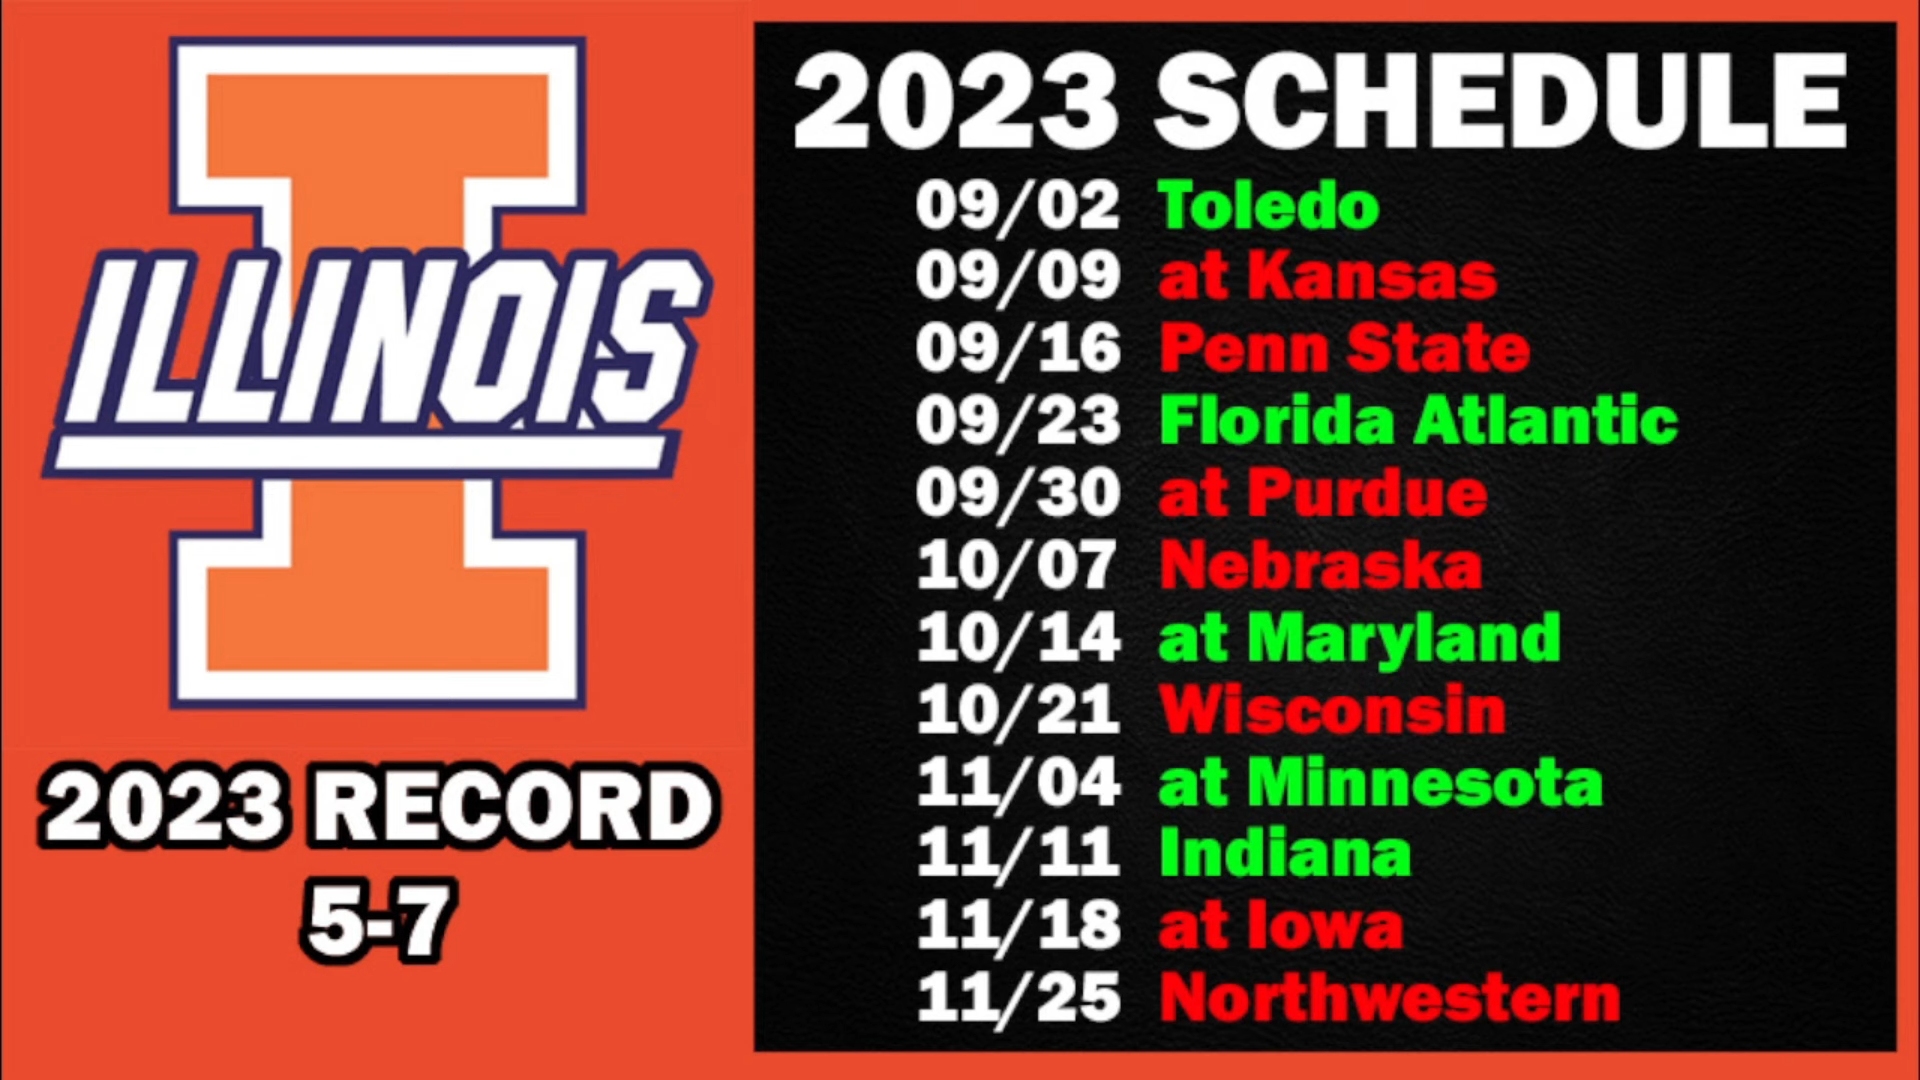 ILLINOIS
2023 RECORD
5-7
2023 SCHEDULE
09/02 Toledo
09/09 at Kansas
09/16 Penn State
09/23 Florida Atlantic
09/30 at Purdue
10/07 Nebraska
10/14 at Maryland
10/21 Wisconsin
11/04 at Minnesota
11/11 Indiana
11/18 at Iowa
11/25 Northwestern